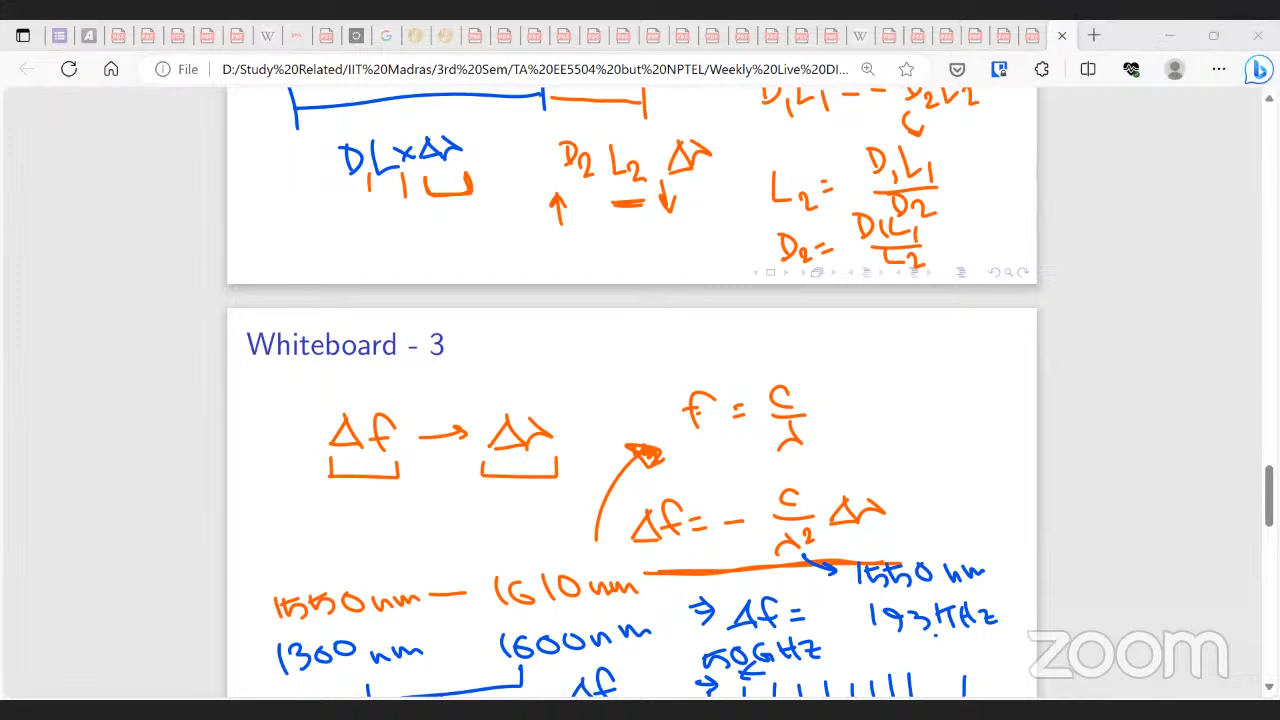 File D:/Study%20Related/IIT%20Madras/3rd%20Sem/TA%20EE5504%20but%20NPTEL/Weekly%20Live%20DI...
D₁L₁ = - D₂L₂
DL×Δλ
D₂ L₂ Δλ
L₂ = D₁L₁/D₂
D₂ = D₁L₁/L₂
Whiteboard - 3
Δf → Δλ
f = c/λ
Δf = - c/λ² Δλ
1550 nm
1550 nm — 1610 nm
⇒ Δf = 193 THz
1300 nm
1600 nm
50 GHz
Δf
zoom